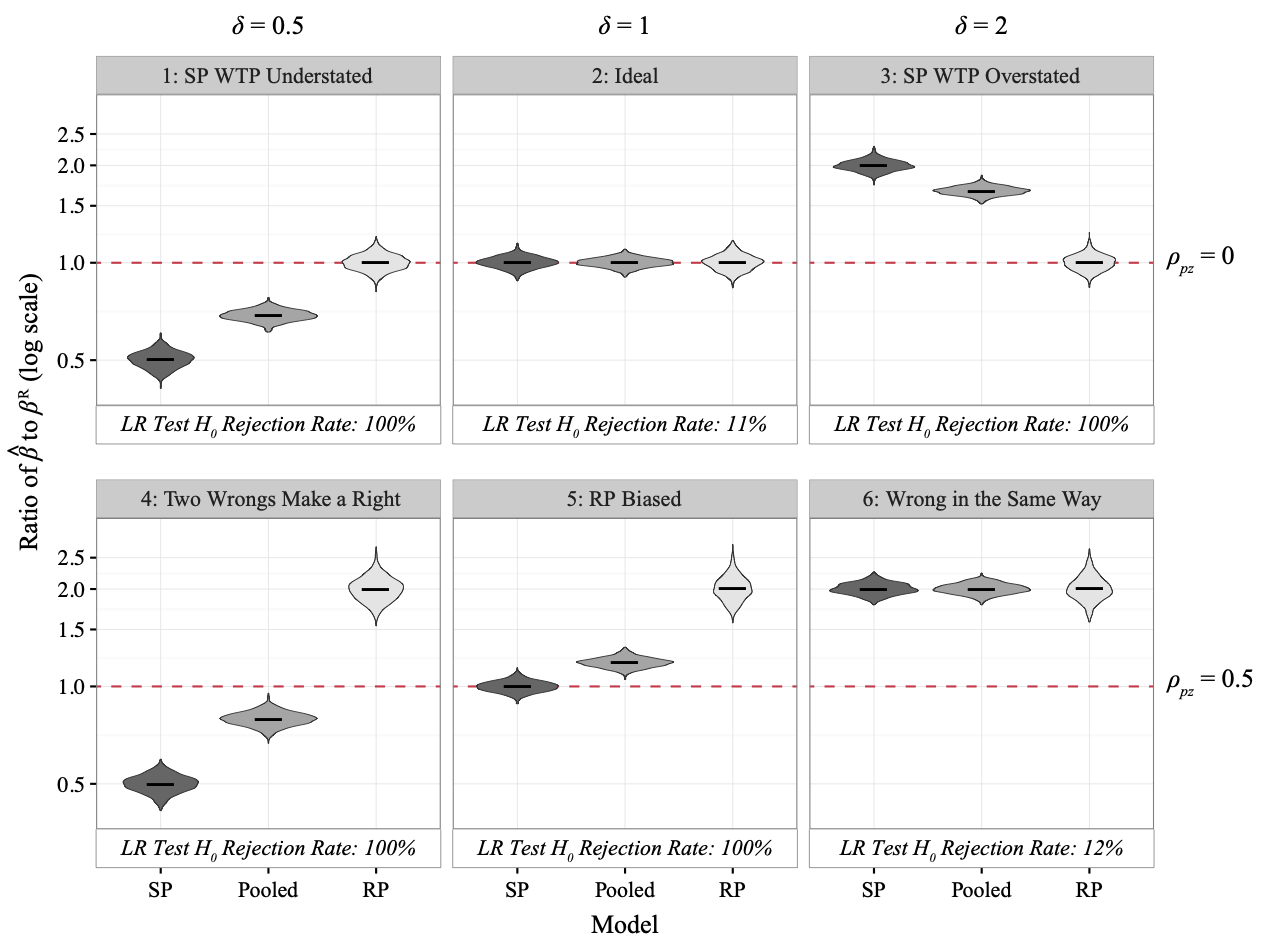 δ = 0.5
δ = 1
δ = 2
1: SP WTP Understated
2: Ideal
3: SP WTP Overstated
2.5
2.0
1.5
1.0
0.5
ρpz = 0
LR Test H0 Rejection Rate: 100%
LR Test H0 Rejection Rate: 11%
LR Test H0 Rejection Rate: 100%
Ratio of β̂ to βR (log scale)
4: Two Wrongs Make a Right
5: RP Biased
6: Wrong in the Same Way
2.5
2.0
1.5
1.0
0.5
ρpz = 0.5
LR Test H0 Rejection Rate: 100%
LR Test H0 Rejection Rate: 100%
LR Test H0 Rejection Rate: 12%
SP Pooled RP
SP Pooled RP
SP Pooled RP
Model